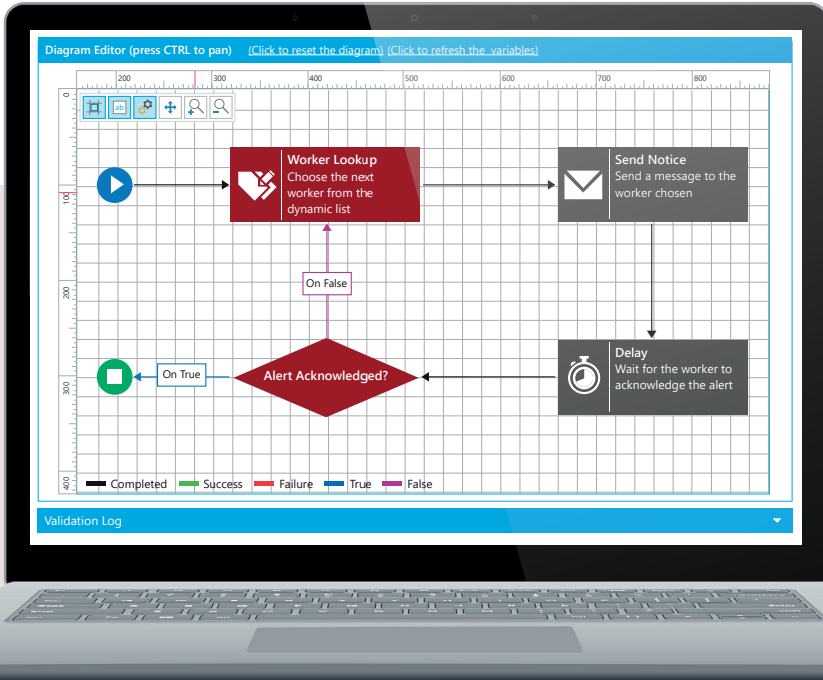 Diagram Editor (press CTRL to pan) (Click to reset the diagram) (Click to refresh the variables)
200 300 400 500 600 700 800
0
100
200
300
400
ab
Worker Lookup
Choose the next
worker from the
dynamic list
Send Notice
Send a message to the
worker chosen
On False
Delay
Wait for the worker to
acknowledge the alert
Alert Acknowledged?
On True
Completed Success Failure True False
Validation Log